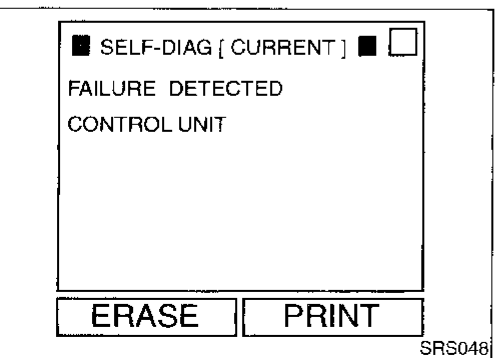 ■ SELF-DIAG [ CURRENT ] ■ □
FAILURE DETECTED
CONTROL UNIT
ERASE PRINT
SRS048